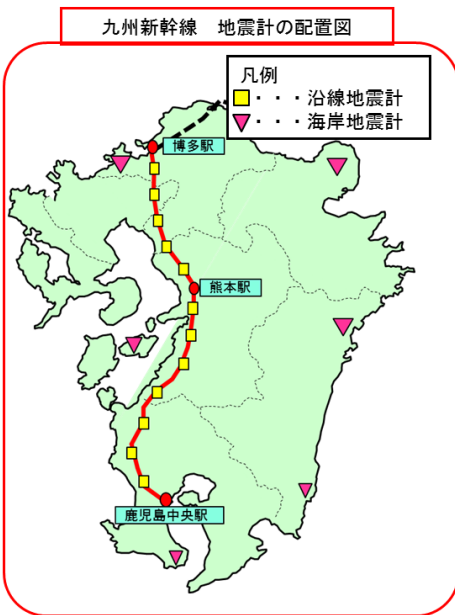 九州新幹線　地震計の配置図
凡例
・・・沿線地震計
・・・海岸地震計
博多駅
熊本駅
鹿児島中央駅